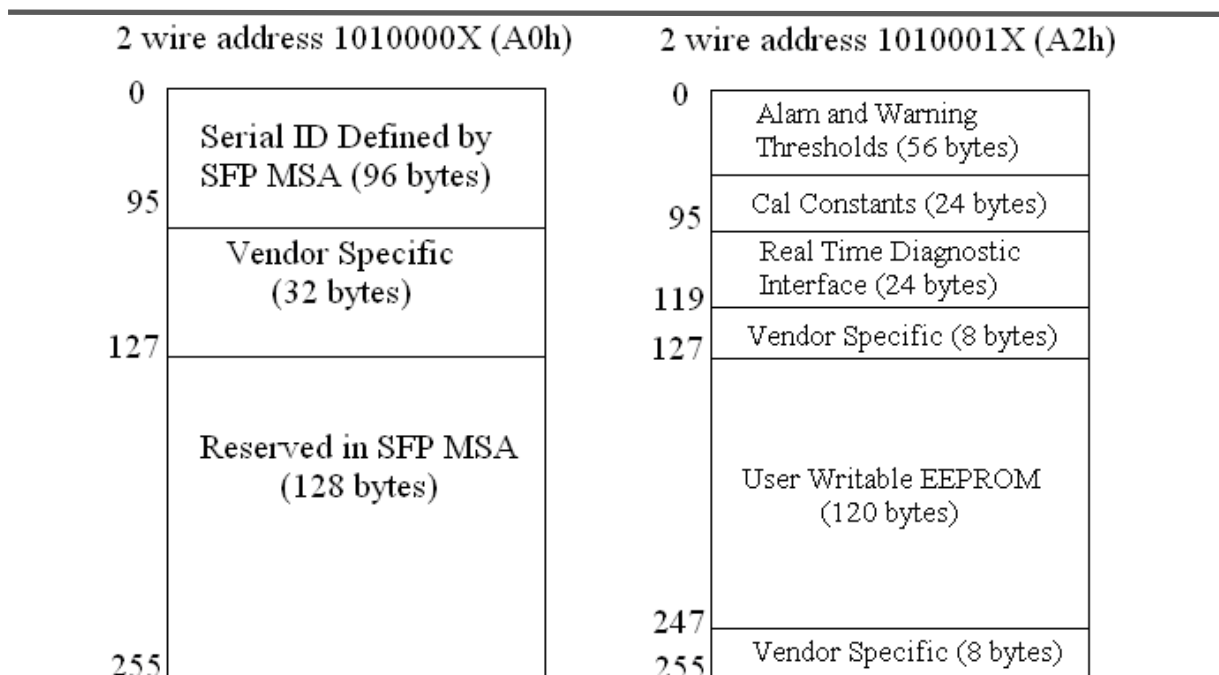 2 wire address 1010000X (A0h)
0
Serial ID Defined by
SFP MSA (96 bytes)
95
Vendor Specific
(32 bytes)
127
Reserved in SFP MSA
(128 bytes)
255
2 wire address 1010001X (A2h)
0
Alam and Warning
Thresholds (56 bytes)
Cal Constants (24 bytes)
95
Real Time Diagnostic
Interface (24 bytes)
119
Vendor Specific (8 bytes)
127
User Writable EEPROM
(120 bytes)
247
Vendor Specific (8 bytes)
255